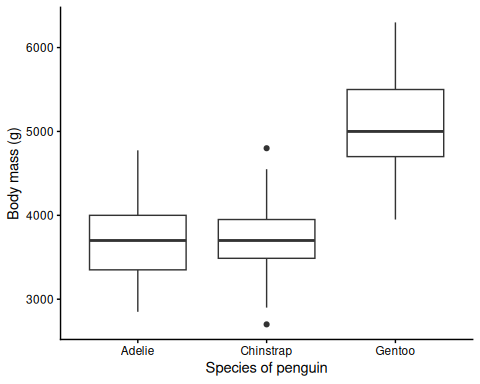 Body mass (g)
6000
5000
4000
3000
Adelie Chinstrap Gentoo
Species of penguin